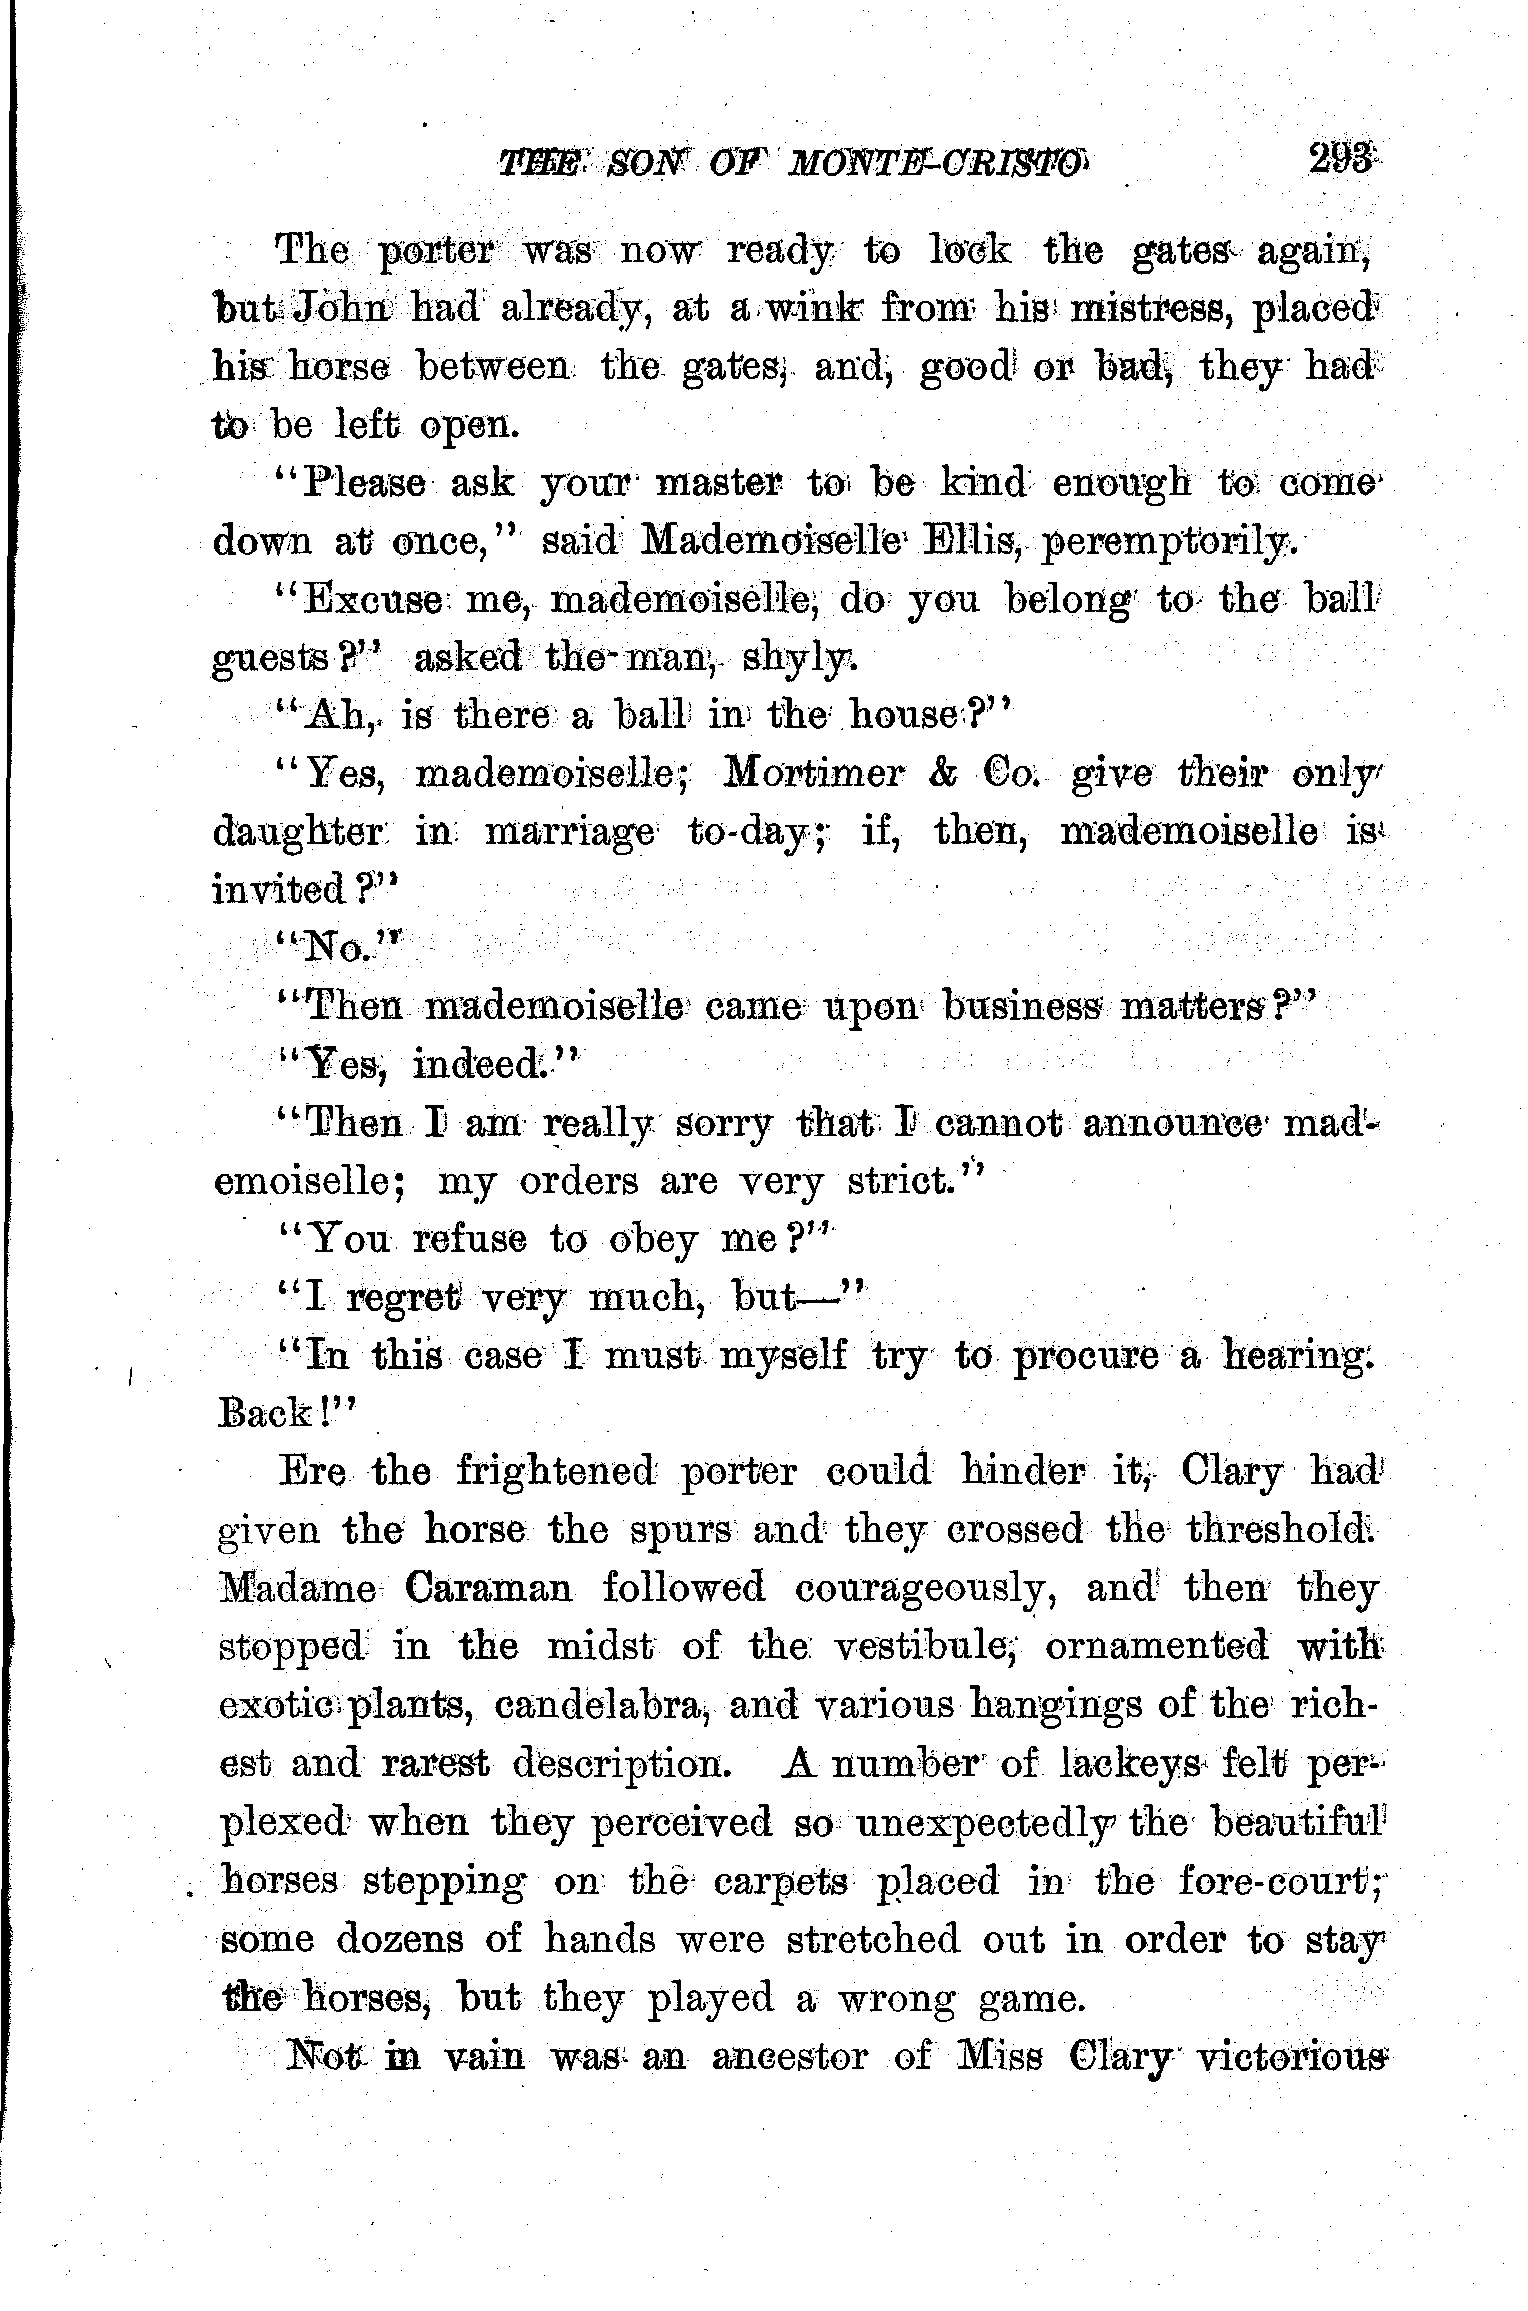 THE SON OF MONTE-CRISTO 293
The porter was now ready to lock the gates again,
but John had already, at a wink from his mistress, placed
his horse between the gates, and, good or bad, they had
to be left open.
"Please ask your master to be kind enough to come
down at once," said Mademoiselle Ellis, peremptorily.
"Excuse me, mademoiselle, do you belong to the ball
guests?" asked the man, shyly.
"Ah, is there a ball in the house?"
"Yes, mademoiselle; Mortimer & Co. give their only
daughter in marriage to-day; if, then, mademoiselle is
invited?"
"No."
"Then mademoiselle came upon business matters?"
"Yes, indeed."
"Then I am really sorry that I cannot announce mad-
emoiselle; my orders are very strict."
"You refuse to obey me?"
"I regret very much, but—"
"In this case I must myself try to procure a hearing.
Back!"
Ere the frightened porter could hinder it, Clary had
given the horse the spurs and they crossed the threshold.
Madame Caraman followed courageously, and then they
stopped in the midst of the vestibule, ornamented with
exotic plants, candelabra, and various hangings of the rich-
est and rarest description. A number of lackeys felt per-
plexed when they perceived so unexpectedly the beautiful
horses stepping on the carpets placed in the fore-court;
some dozens of hands were stretched out in order to stay
the horses, but they played a wrong game.
Not in vain was an ancestor of Miss Clary victorious